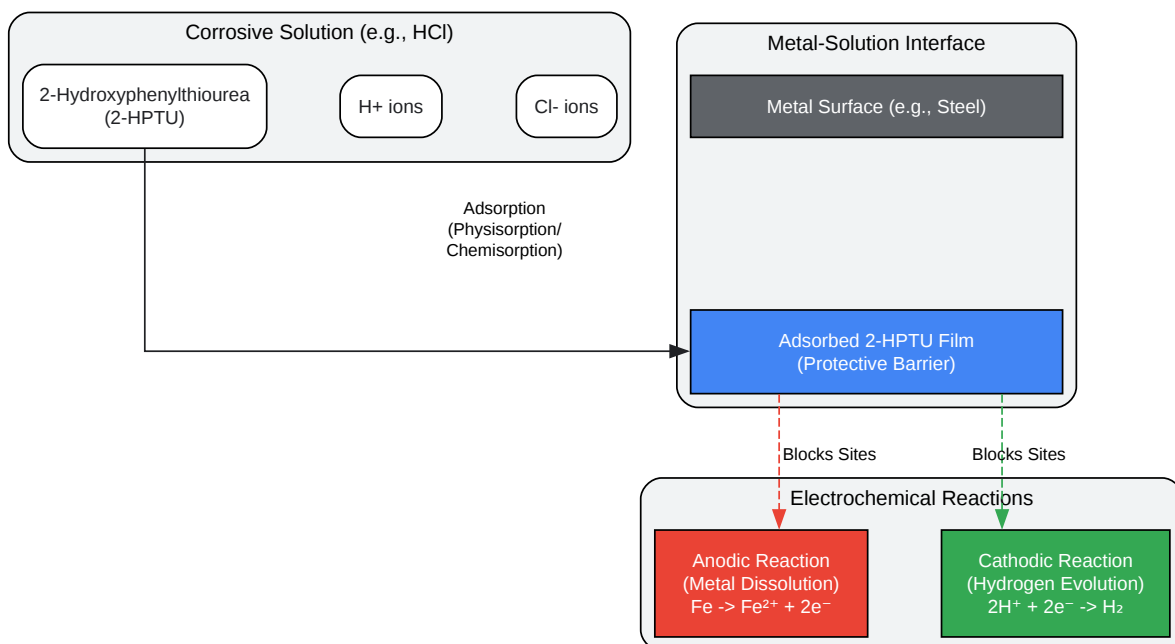 Corrosive Solution (e.g., HCl)
2-Hydroxyphenylthiourea
(2-HPTU)
H+ ions
Cl- ions
Metal-Solution Interface
Metal Surface (e.g., Steel)
Adsorption
(Physisorption/
Chemisorption)
Adsorbed 2-HPTU Film
(Protective Barrier)
Blocks Sites
Blocks Sites
Electrochemical Reactions
Anodic Reaction
(Metal Dissolution)
Fe -> Fe²⁺ + 2e⁻
Cathodic Reaction
(Hydrogen Evolution)
2H⁺ + 2e⁻ -> H₂